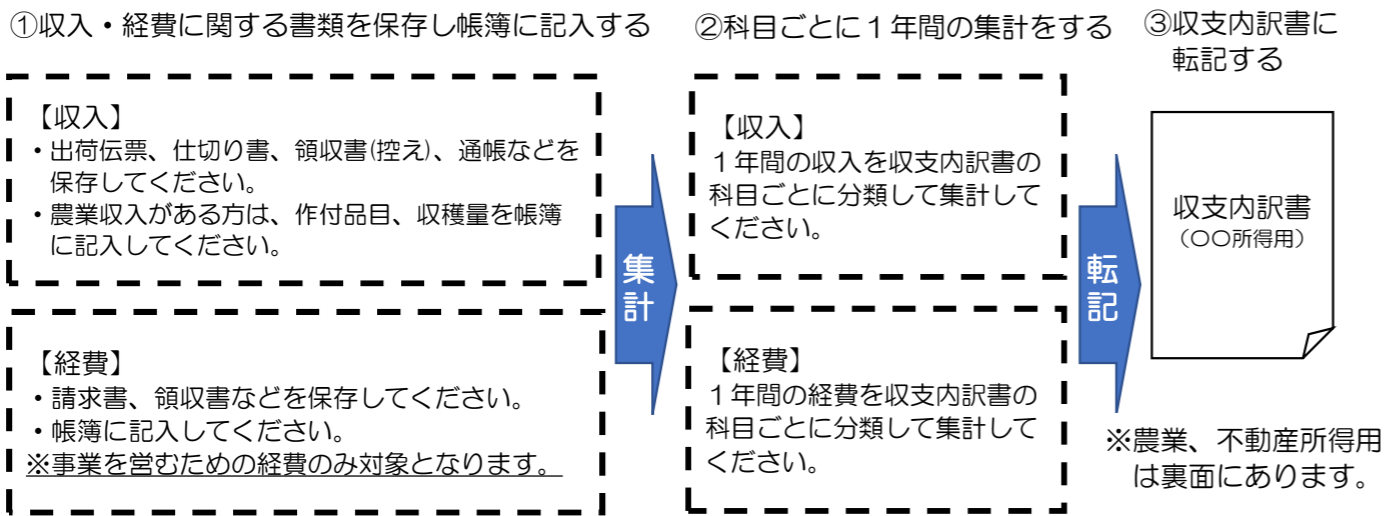 ①収入・経費に関する書類を保存し帳簿に記入する
【収入】
・出荷伝票、仕切り書、領収書(控え)、通帳などを
保存してください。
・農業収入がある方は、作付品目、収穫量を帳簿
に記入してください。
【経費】
・請求書、領収書などを保存してください。
・帳簿に記入してください。
※事業を営むための経費のみ対象となります。
集計
②科目ごとに１年間の集計をする
【収入】
１年間の収入を収支内訳書の
科目ごとに分類して集計して
ください。
【経費】
１年間の経費を収支内訳書の
科目ごとに分類して集計して
ください。
転記
③収支内訳書に
転記する
収支内訳書
（〇〇所得用）
※農業、不動産所得用
は裏面にあります。